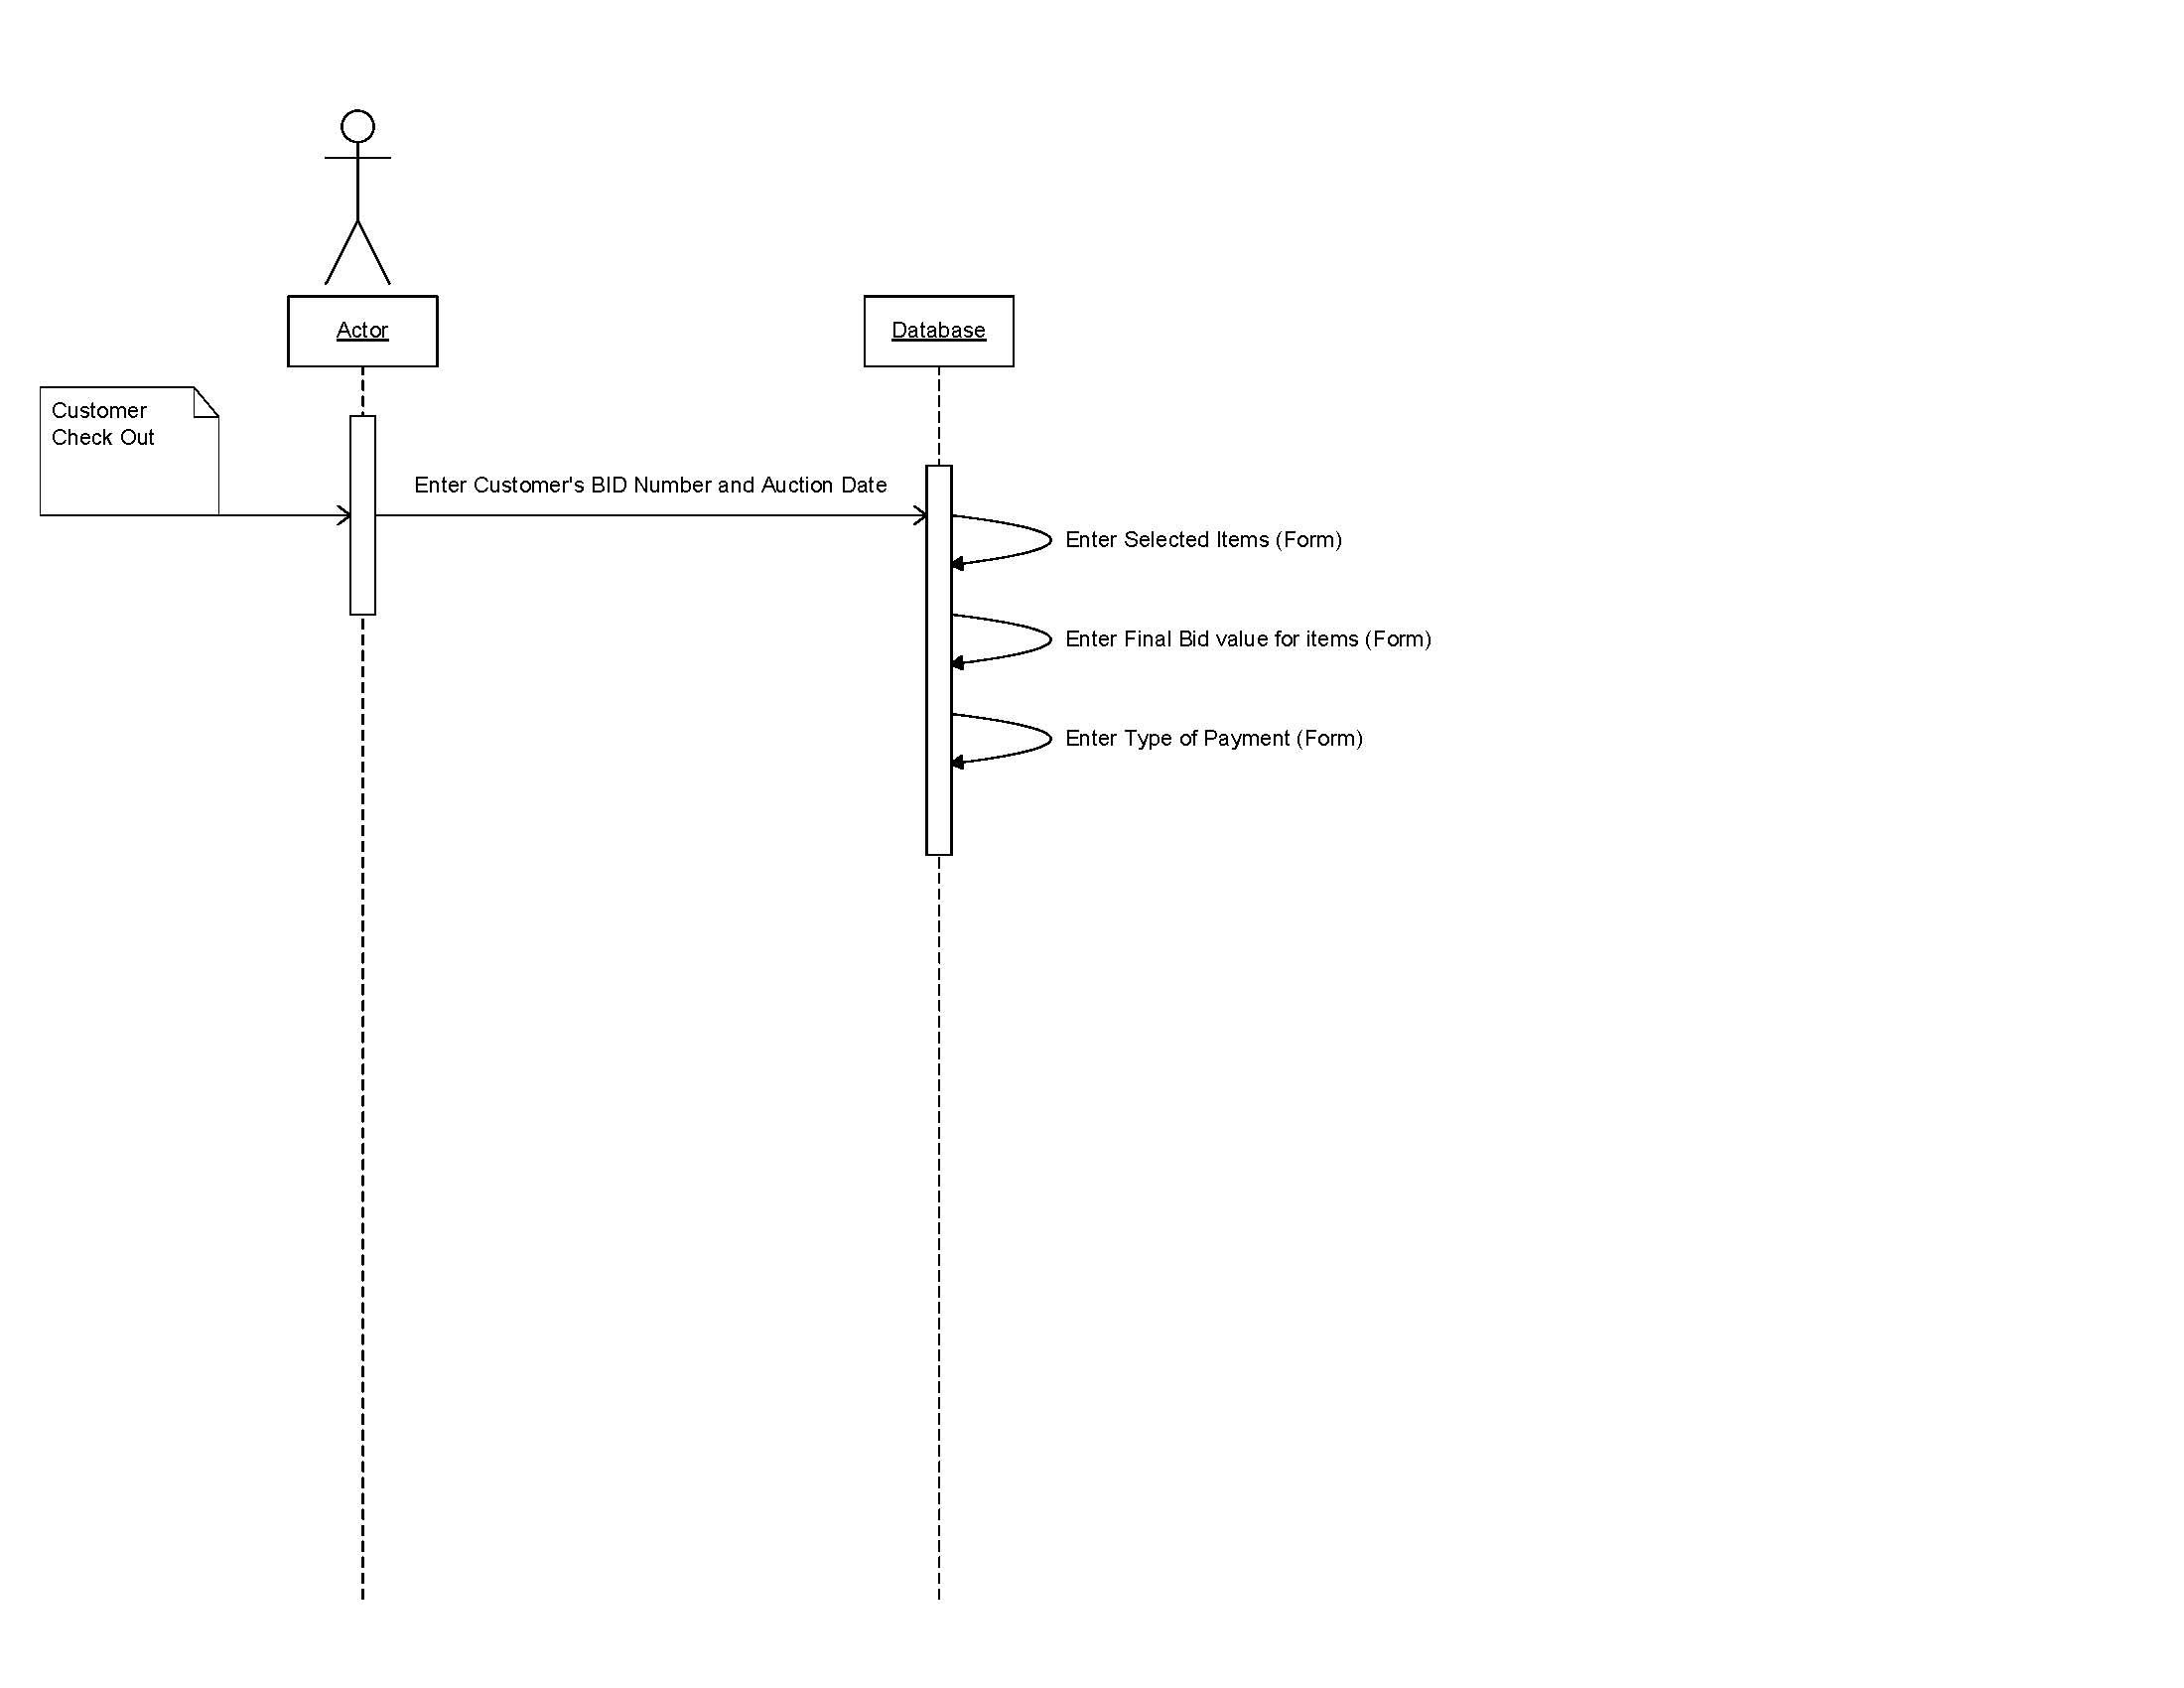 Actor
Database
Customer
Check Out
Enter Customer's BID Number and Auction Date
Enter Selected Items (Form)
Enter Final Bid value for items (Form)
Enter Type of Payment (Form)